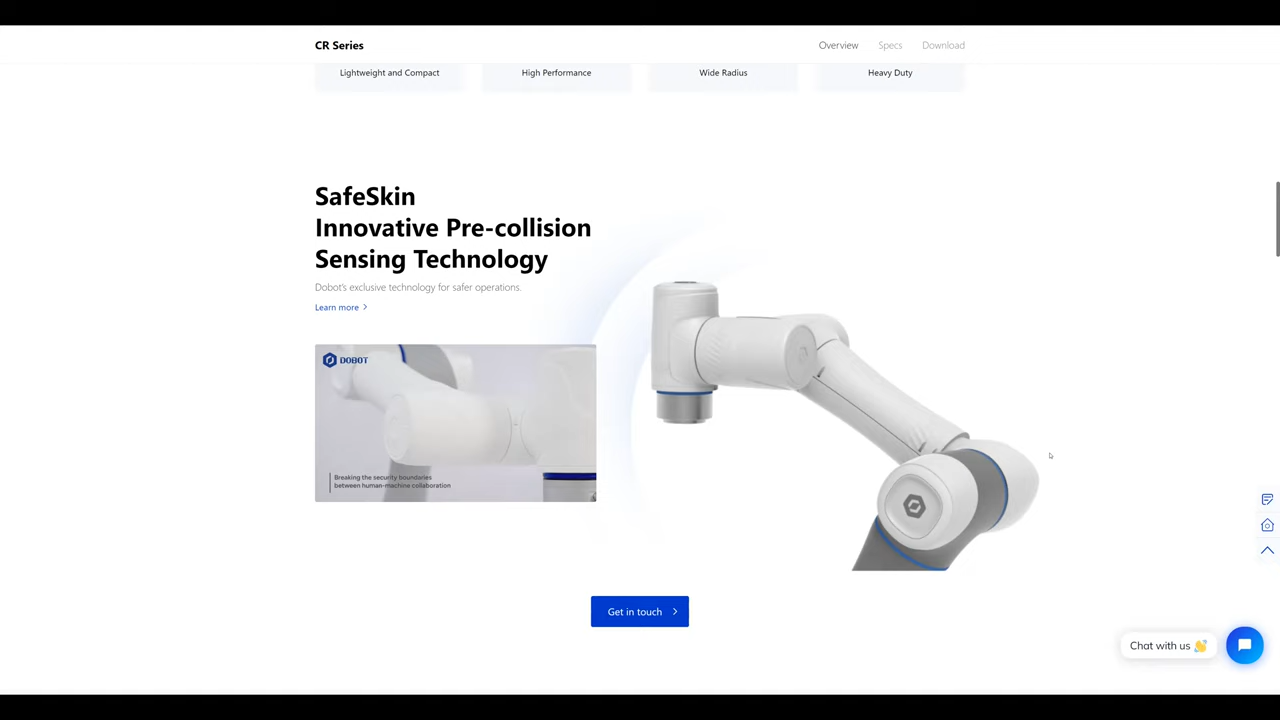 CR Series
Overview
Specs
Download
Lightweight and Compact
High Performance
Wide Radius
Heavy Duty
SafeSkin
Innovative Pre-collision
Sensing Technology
Dobot's exclusive technology for safer operations.
Learn more
DOBOT
Breaking the security boundaries
between human-machine collaboration
Get in touch
Chat with us 👋